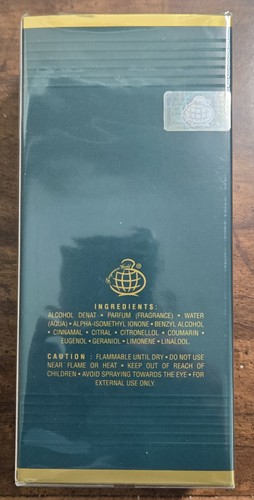 INGREDIENTS:
ALCOHOL DENAT • PARFUM (FRAGRANCE) • WATER
(AQUA) • ALPHA-ISOMETHYL IONONE • BENZYL ALCOHOL
• CINNAMAL • CITRAL • CITRONELLOL • COUMARIN •
EUGENOL • GERANIOL • LIMONENE • LINALOOL.
CAUTION : FLAMMABLE UNTIL DRY • DO NOT USE
NEAR FLAME OR HEAT • KEEP OUT OF REACH OF
CHILDREN • AVOID SPRAYING TOWARDS THE EYE • FOR
EXTERNAL USE ONLY.